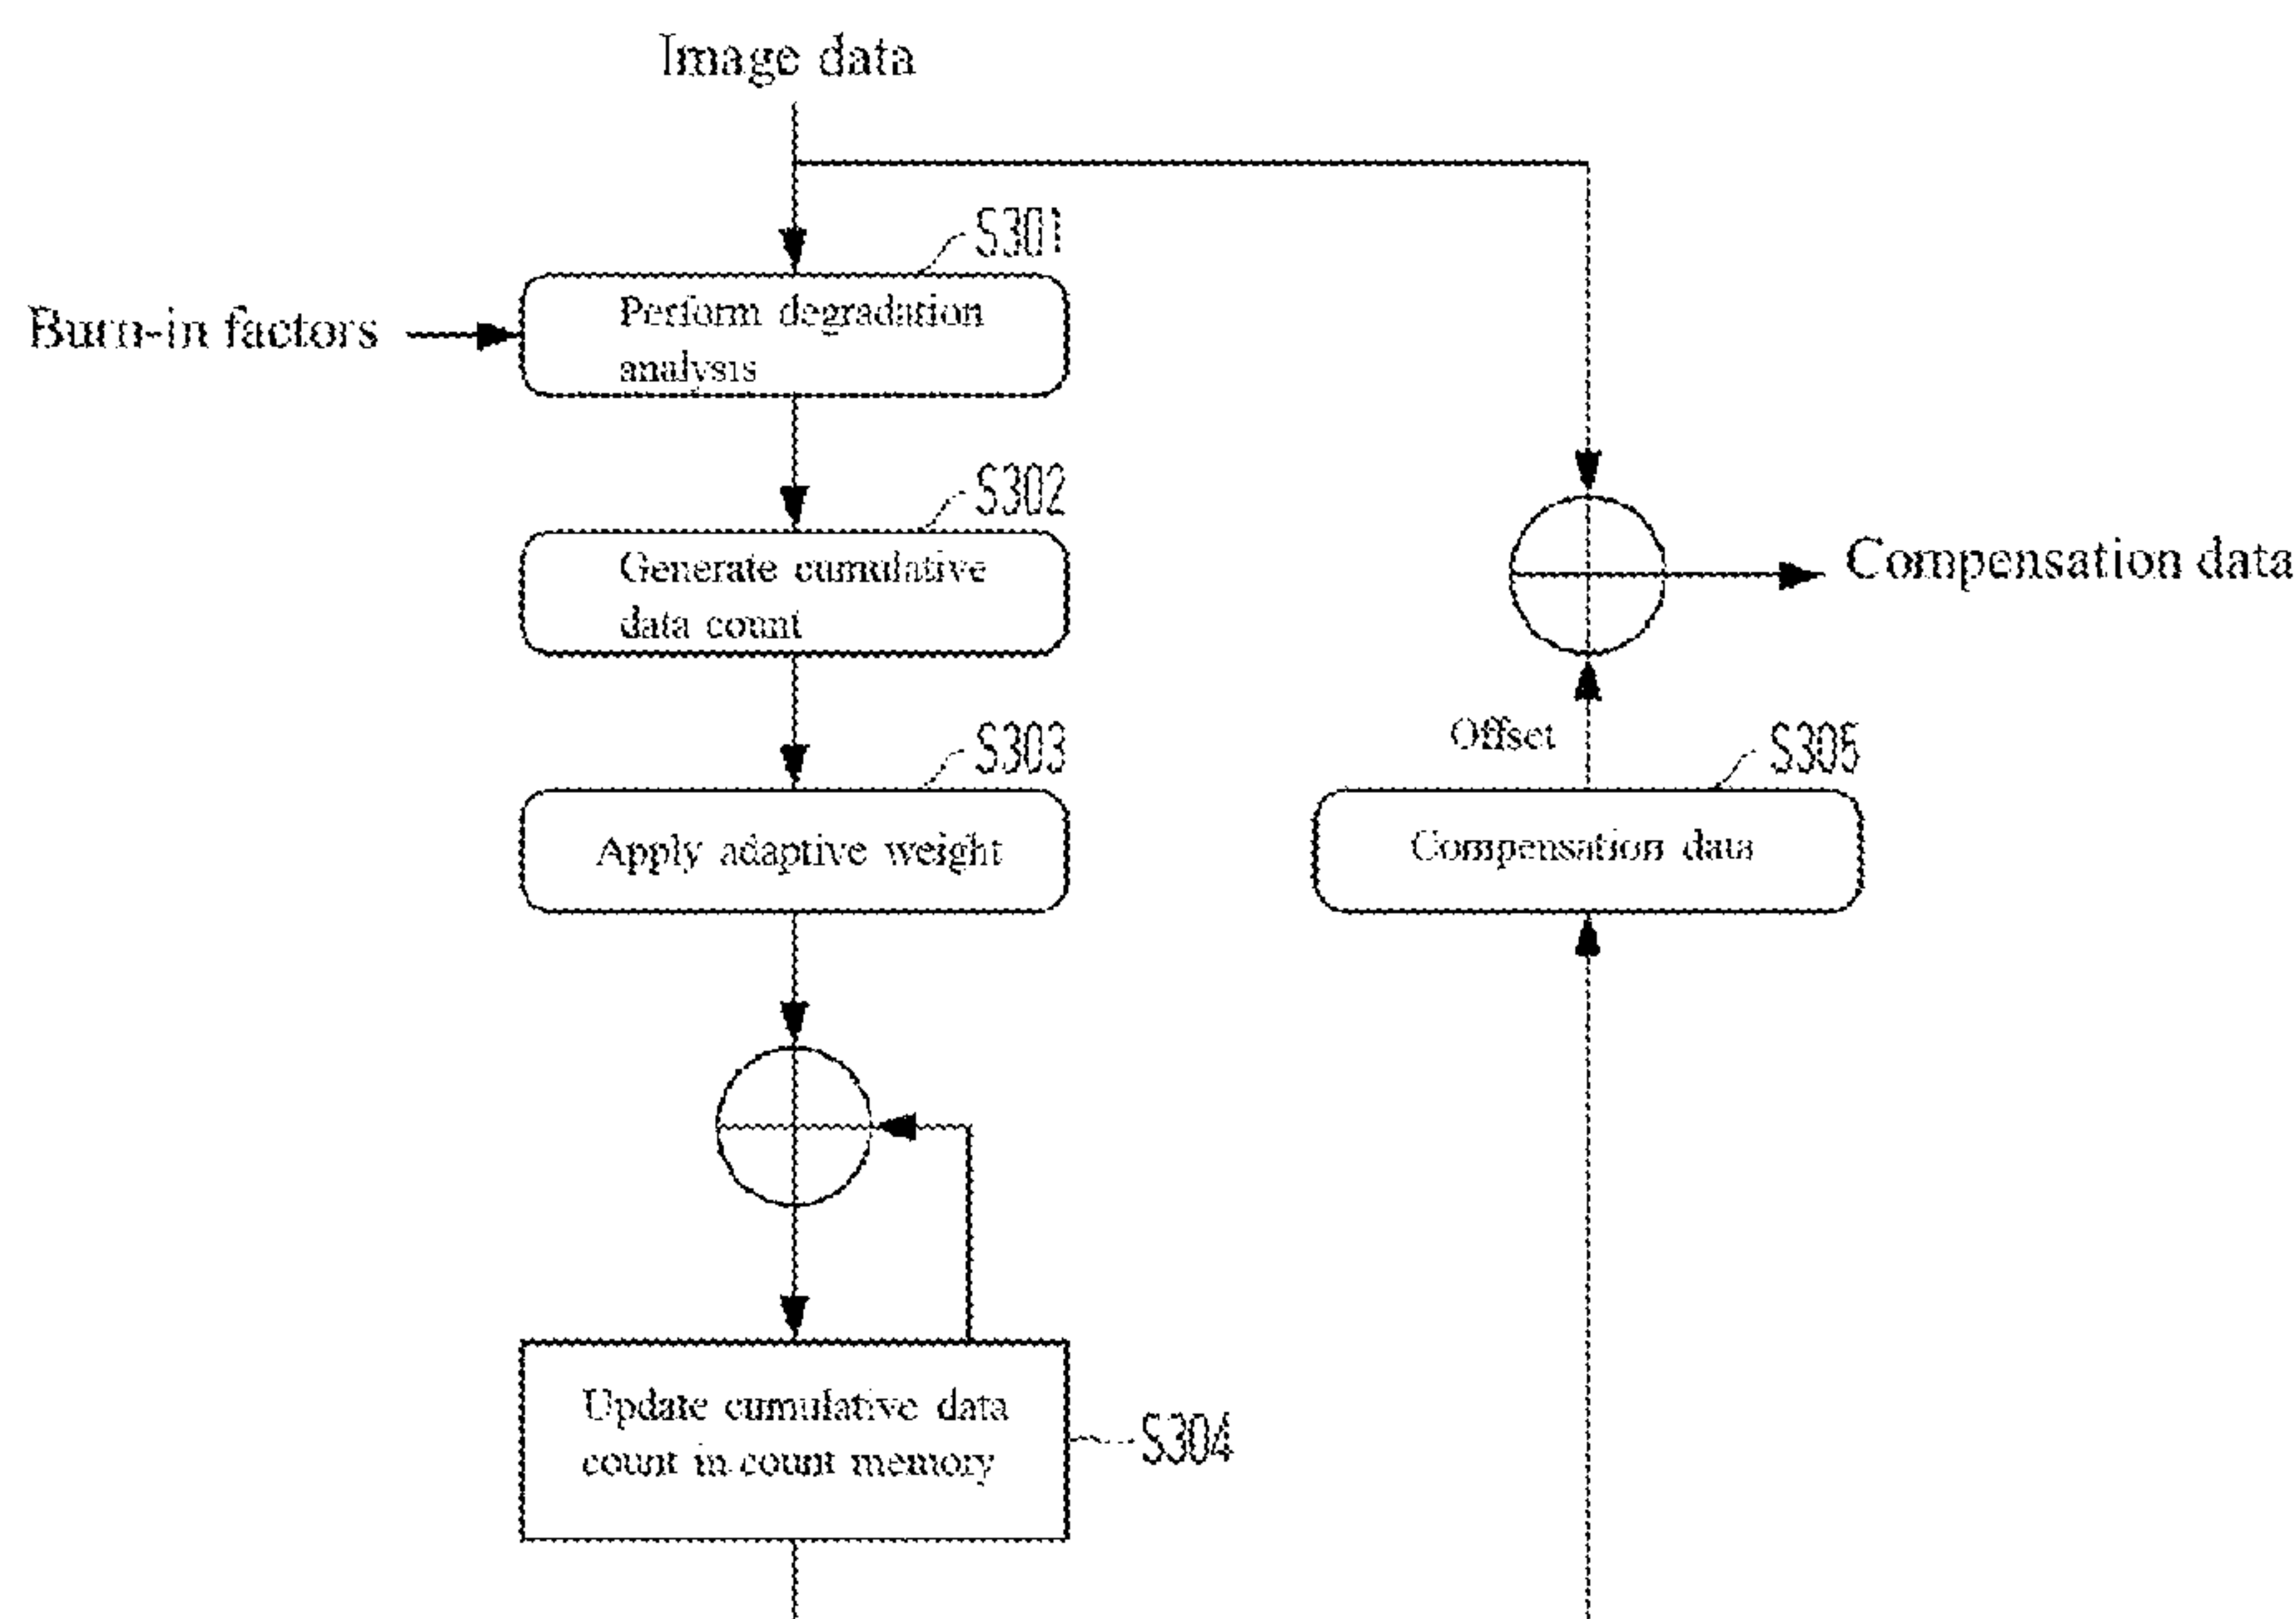 Image data
S301
Burn-in factors
Perform degradation
analysis
S302
Generate cumulative
data count
Compensation data
S303
Apply adaptive weight
Offset
S305
Compensation data
Update cumulative data
count in count memory
S304